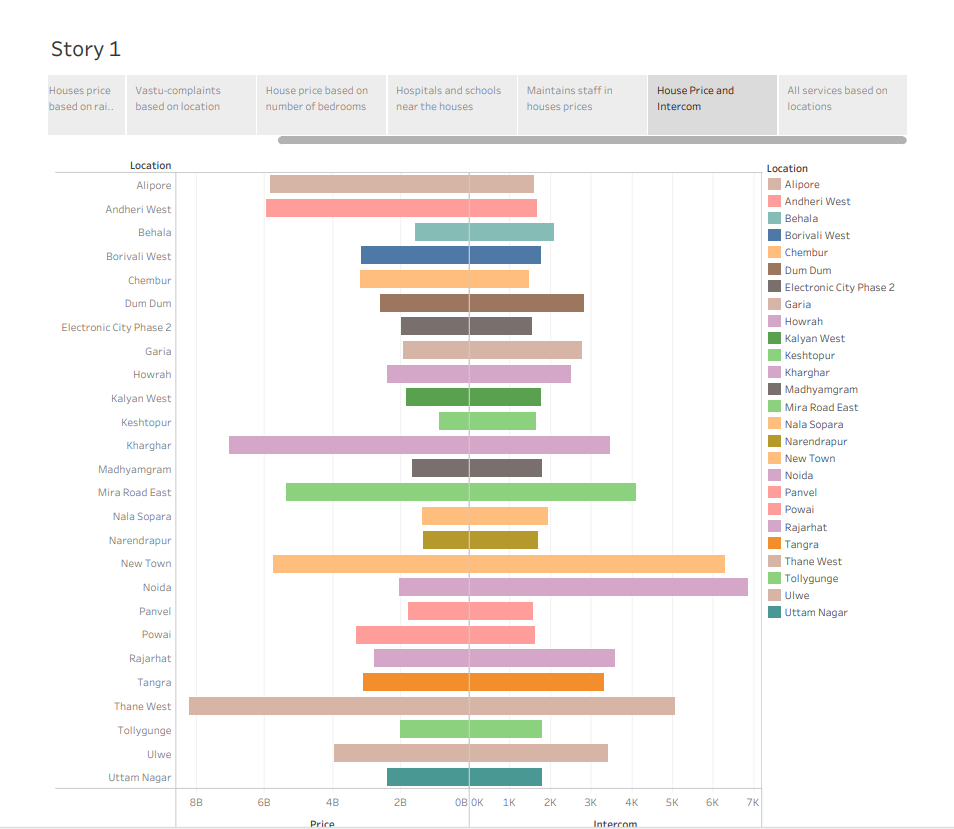 Story 1
Houses price
based on rai..
Vastu-complaints
based on location
House price based on
number of bedrooms
Hospitals and schools
near the houses
Maintains staff in
houses prices
House Price and
Intercom
All services based on
locations
Location
Alipore
Andheri West
Behala
Borivali West
Chembur
Dum Dum
Electronic City Phase 2
Garia
Howrah
Kalyan West
Keshtopur
Kharghar
Madhyamgram
Mira Road East
Nala Sopara
Narendrapur
New Town
Noida
Panvel
Powai
Rajarhat
Tangra
Thane West
Tollygunge
Ulwe
Uttam Nagar
8B 6B 4B 2B 0B 0K 1K 2K 3K 4K 5K 6K 7K
Price Intercom
Location
Alipore
Andheri West
Behala
Borivali West
Chembur
Dum Dum
Electronic City Phase 2
Garia
Howrah
Kalyan West
Keshtopur
Kharghar
Madhyamgram
Mira Road East
Nala Sopara
Narendrapur
New Town
Noida
Panvel
Powai
Rajarhat
Tangra
Thane West
Tollygunge
Ulwe
Uttam Nagar